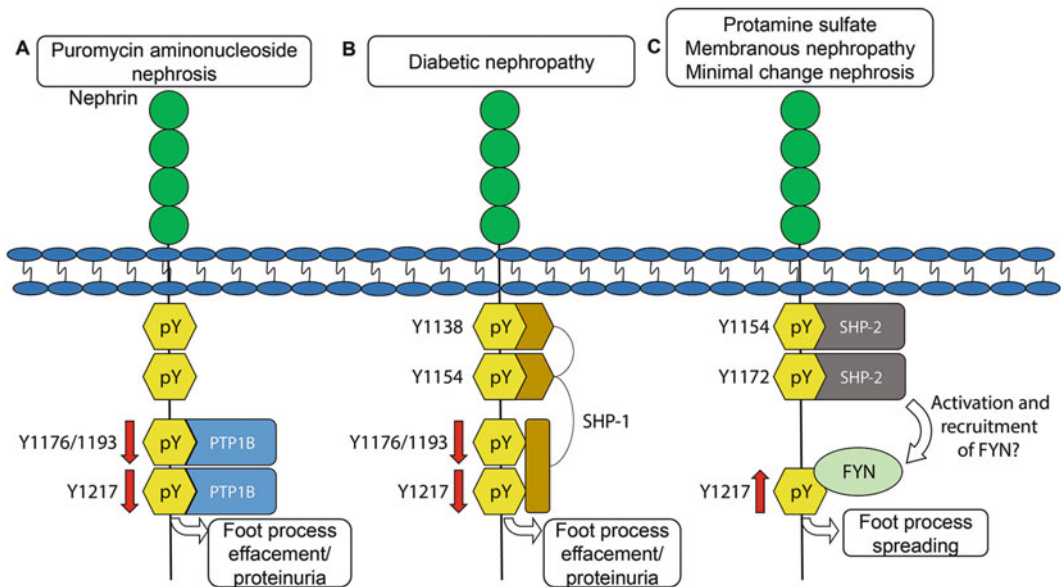 A
Puromycin aminonucleoside
nephrosis
Nephrin
pY
pY
Y1176/1193
pY
PTP1B
Y1217
pY
PTP1B
Foot process
effacement/
proteinuria
B
Diabetic nephropathy
Y1138
pY
Y1154
pY
SHP-1
Y1176/1193
pY
Y1217
pY
Foot process
effacement/
proteinuria
C
Protamine sulfate
Membranous nephropathy
Minimal change nephrosis
Y1154
pY
SHP-2
Y1172
pY
SHP-2
Activation and
recruitment
of FYN?
FYN
Y1217
pY
Foot process
spreading